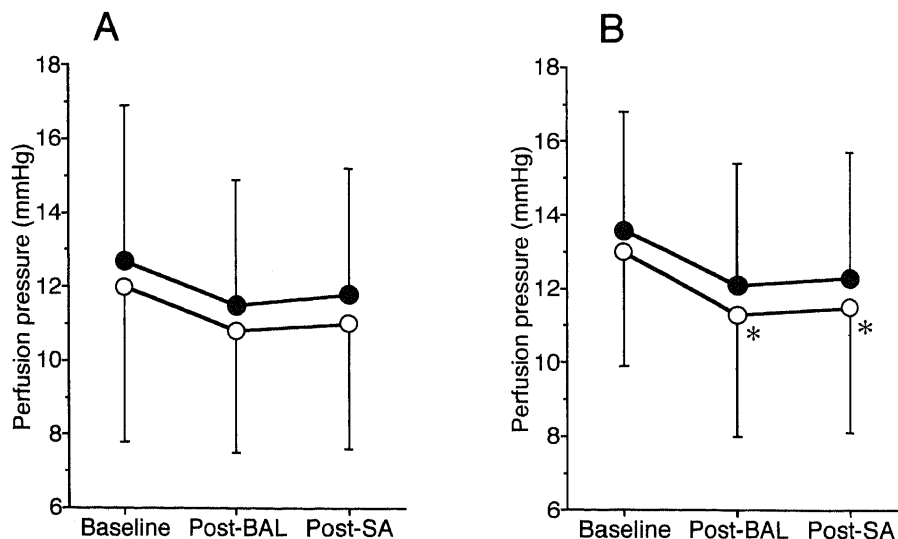 A
Perfusion pressure (mmHg)
18
16
14
12
10
8
6
Baseline Post-BAL Post-SA
B
Perfusion pressure (mmHg)
18
16
14
12
10
8
6
*
*
Baseline Post-BAL Post-SA